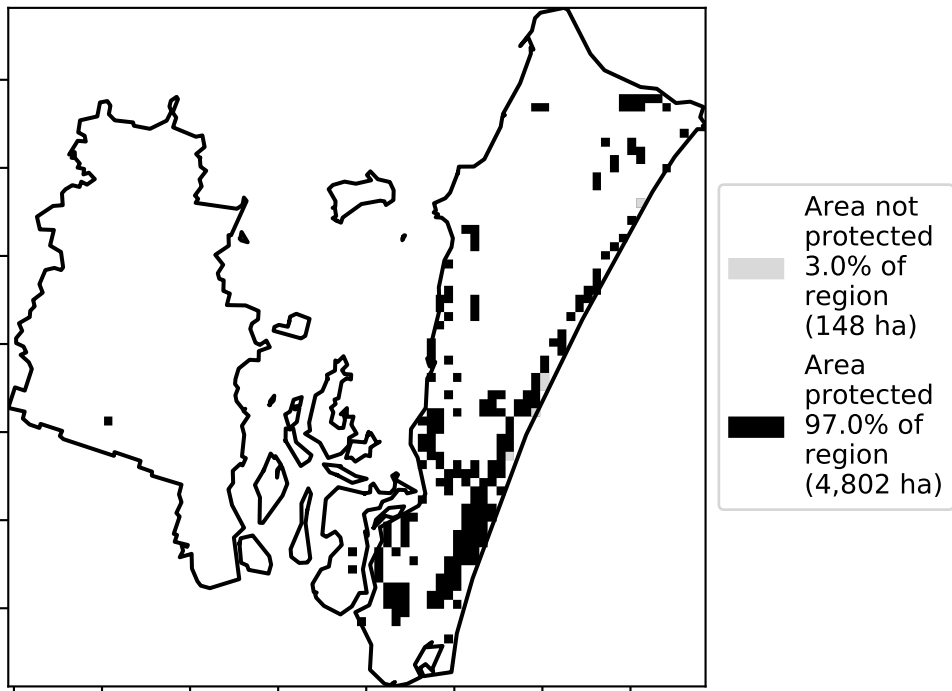 Area not
protected
3.0% of
region
(148 ha)
Area
protected
97.0% of
region
(4,802 ha)